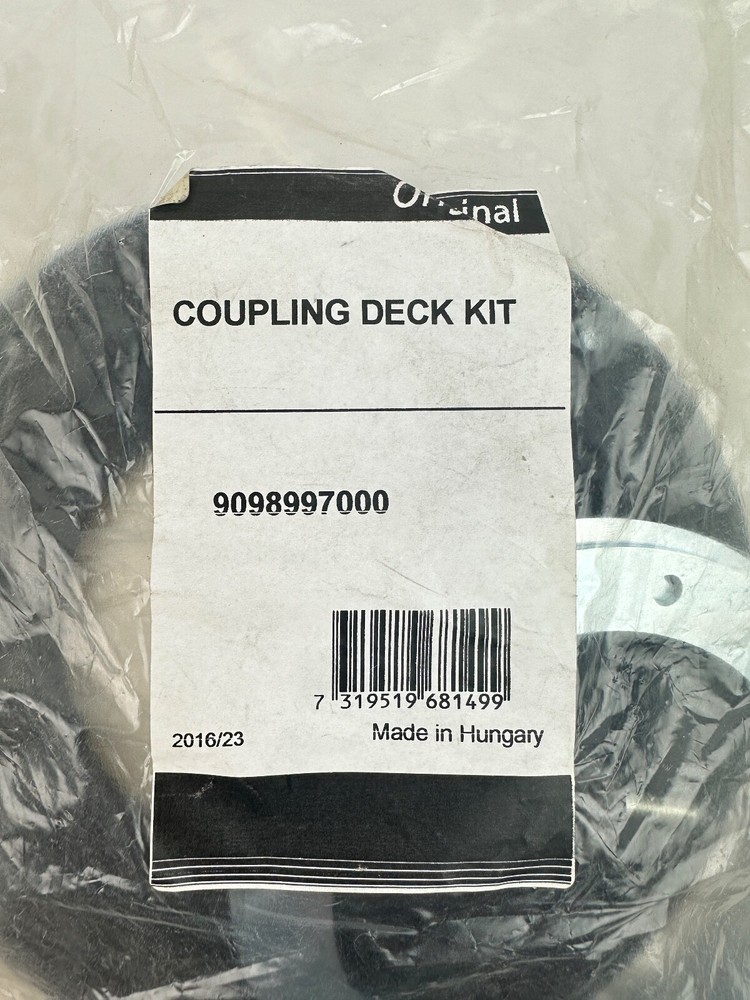 COUPLING DECK KIT
9098997000
7 319519 681499
2016/23
Made in Hungary